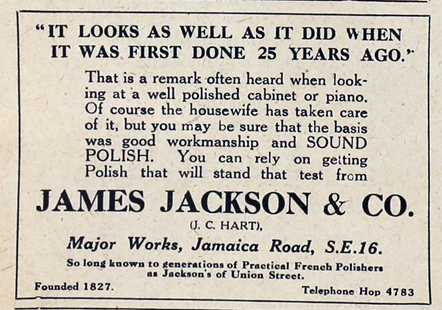 "IT LOOKS AS WELL AS IT DID WHEN
IT WAS FIRST DONE 25 YEARS AGO."
That is a remark often heard when look-
ing at a well polished cabinet or piano.
Of course the housewife has taken care
of it, but you may be sure that the basis
was good workmanship and SOUND
POLISH. You can rely on getting
Polish that will stand that test from
JAMES JACKSON & CO.
(J. C. HART),
Major Works, Jamaica Road, S.E.16.
So long known to generations of Practical French Polishers
as Jackson's of Union Street.
Founded 1827. Telephone Hop 4783